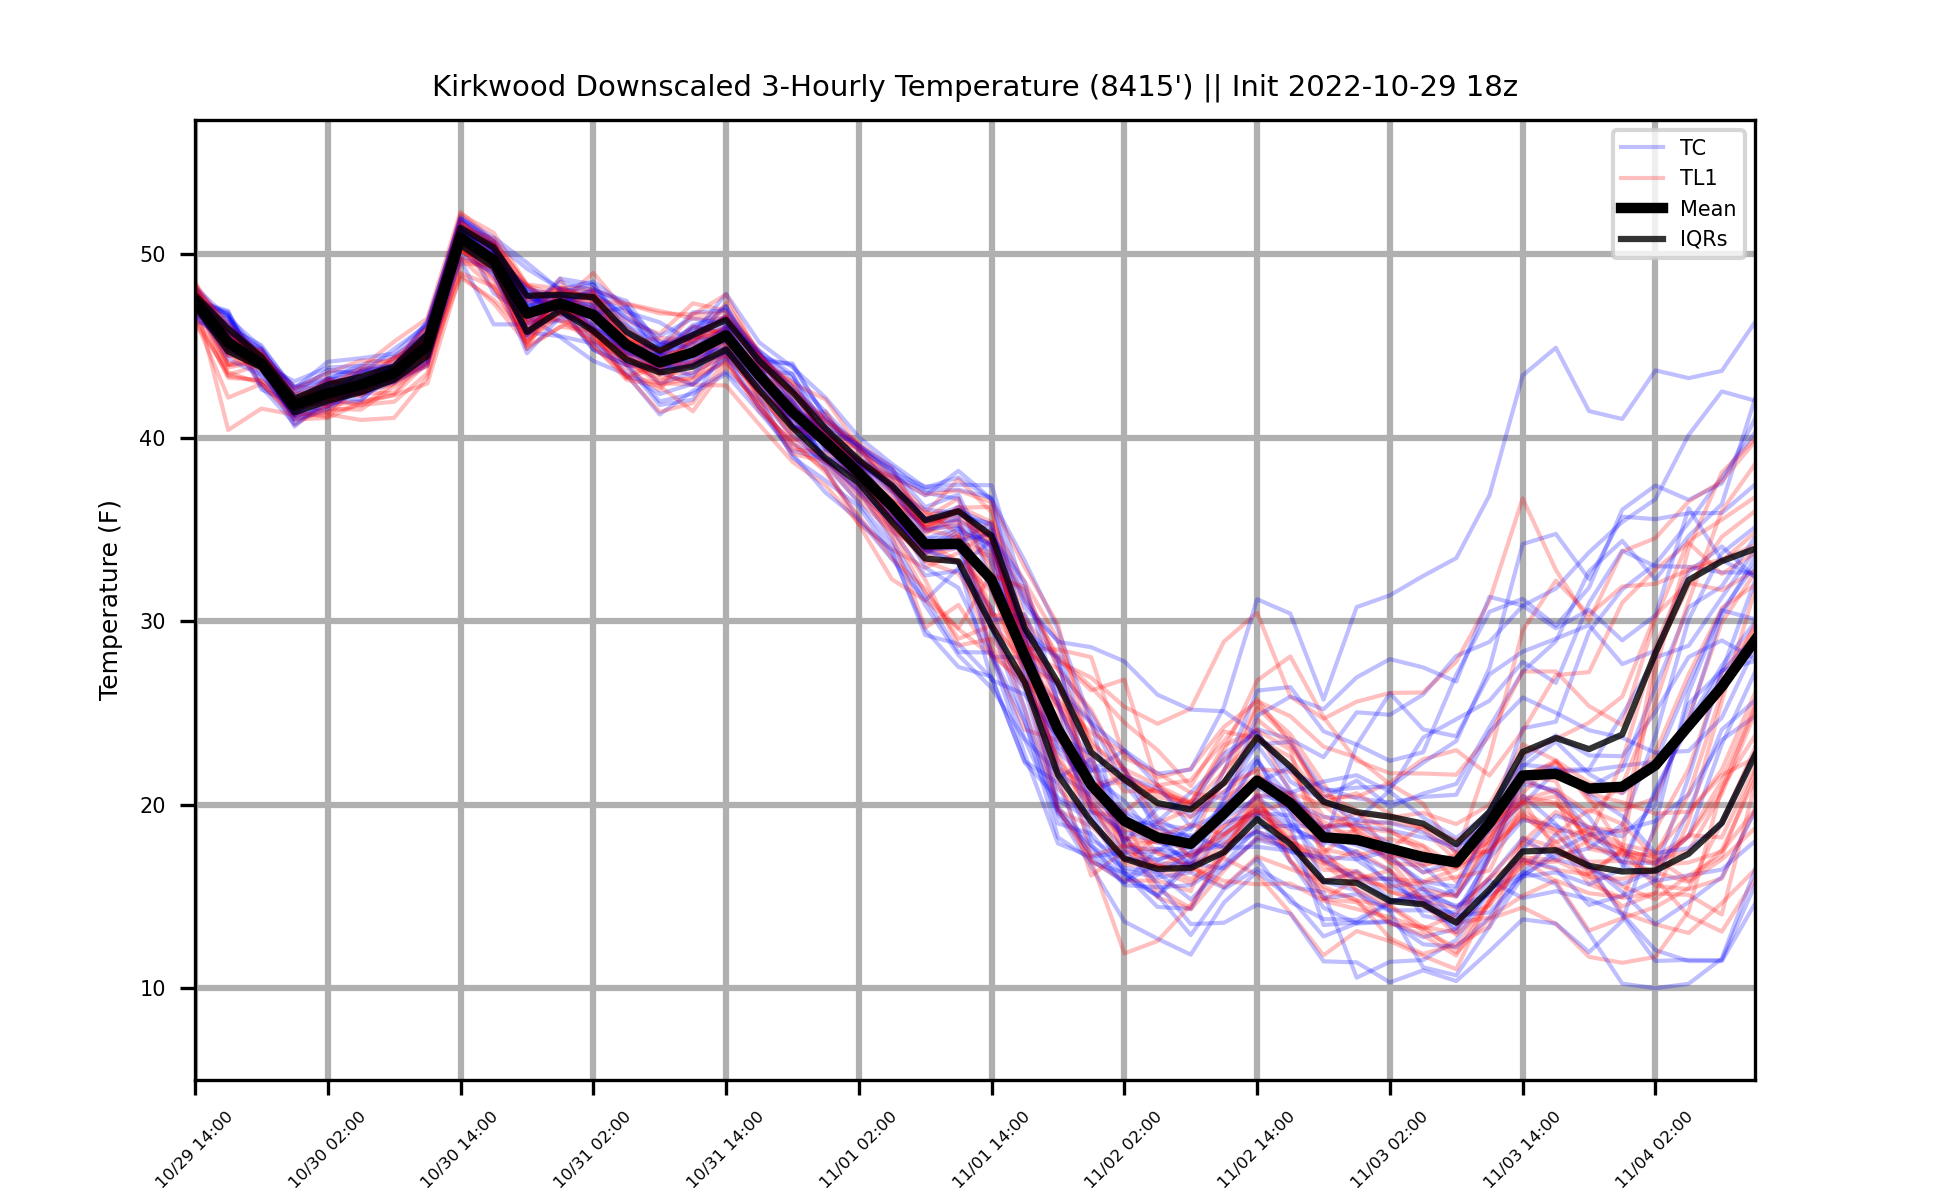 Kirkwood Downscaled 3-Hourly Temperature (8415') || Init 2022-10-29 18z
TC
TL1
Mean
IQRs
Temperature (F)
50
40
30
20
10
10/29 14:00
10/30 02:00
10/30 14:00
10/31 02:00
10/31 14:00
11/01 02:00
11/01 14:00
11/02 02:00
11/02 14:00
11/03 02:00
11/03 14:00
11/04 02:00